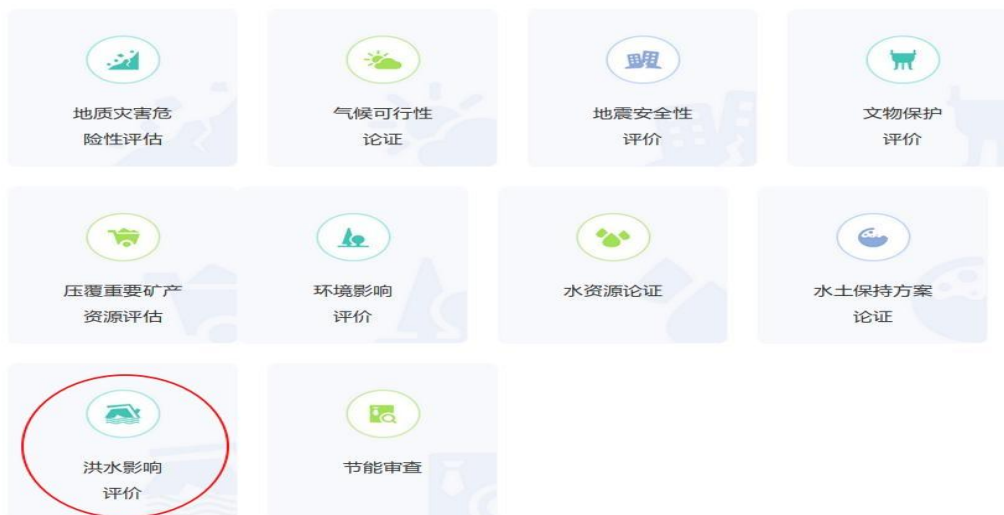 地质灾害危
险性评估
气候可行性
论证
地震安全性
评价
文物保护
评价
压覆重要矿产
资源评估
环境影响
评价
水资源论证
水土保持方案
论证
洪水影响
评价
节能审查